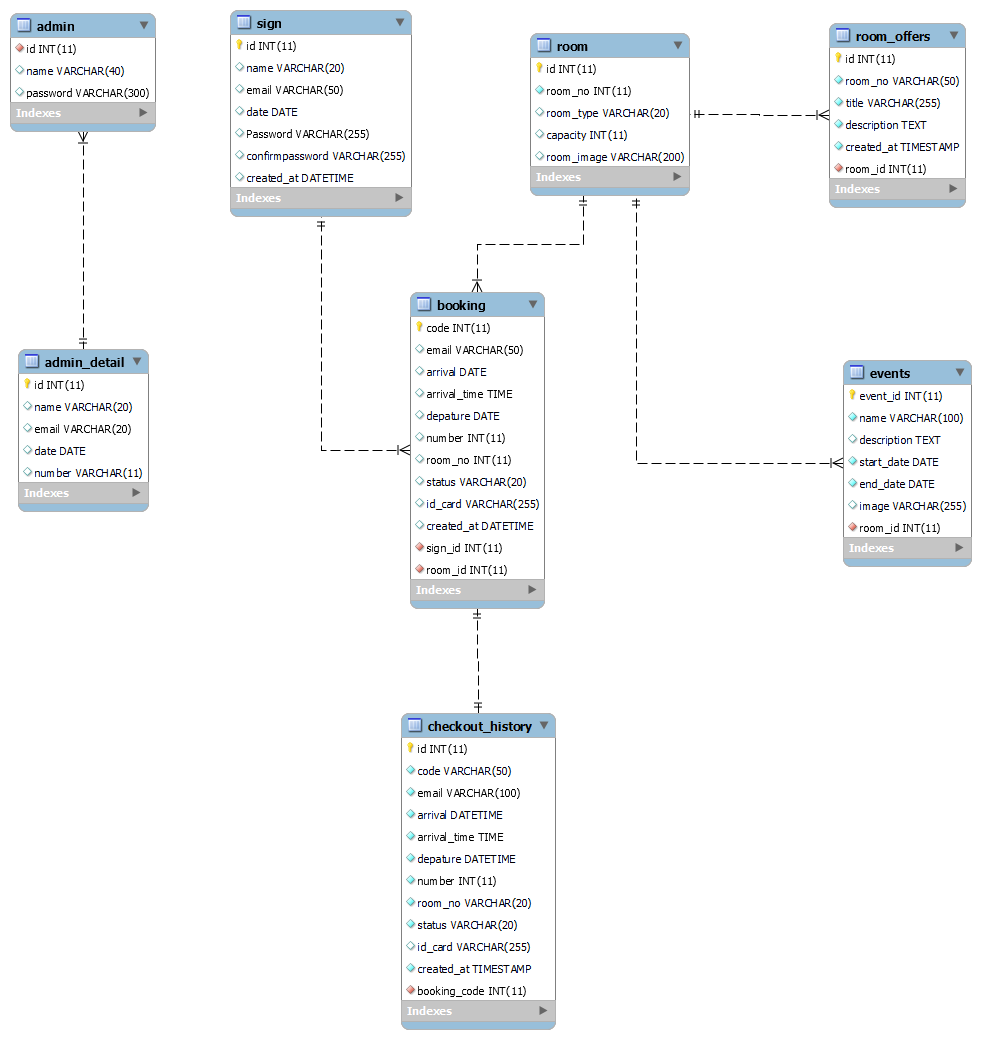 admin
id INT(11)
name VARCHAR(40)
password VARCHAR(300)
Indexes
sign
id INT(11)
name VARCHAR(20)
email VARCHAR(50)
date DATE
Password VARCHAR(255)
confirmpassword VARCHAR(255)
created_at DATETIME
Indexes
room
id INT(11)
room_no INT(11)
room_type VARCHAR(20)
capacity INT(11)
room_image VARCHAR(200)
Indexes
room_offers
id INT(11)
room_no VARCHAR(50)
title VARCHAR(255)
description TEXT
created_at TIMESTAMP
room_id INT(11)
Indexes
admin_detail
id INT(11)
name VARCHAR(20)
email VARCHAR(20)
date DATE
number VARCHAR(11)
Indexes
booking
code INT(11)
email VARCHAR(50)
arrival DATE
arrival_time TIME
depature DATE
number INT(11)
room_no INT(11)
status VARCHAR(20)
id_card VARCHAR(255)
created_at DATETIME
sign_id INT(11)
room_id INT(11)
Indexes
events
event_id INT(11)
name VARCHAR(100)
description TEXT
start_date DATE
end_date DATE
image VARCHAR(255)
room_id INT(11)
Indexes
checkout_history
id INT(11)
code VARCHAR(50)
email VARCHAR(100)
arrival DATETIME
arrival_time TIME
depature DATETIME
number INT(11)
room_no VARCHAR(20)
status VARCHAR(20)
id_card VARCHAR(255)
created_at TIMESTAMP
booking_code INT(11)
Indexes